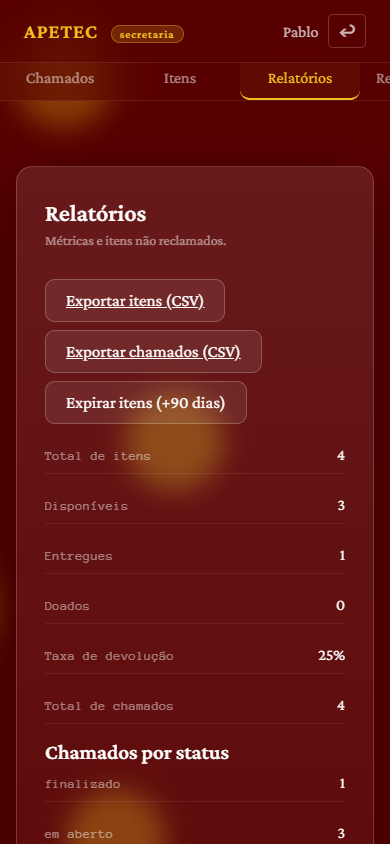 APETEC secretaria Pablo
Chamados Itens Relatórios Re
Relatórios
Métricas e itens não reclamados.
Exportar itens (CSV)
Exportar chamados (CSV)
Expirar itens (+90 dias)
Total de itens 4
Disponíveis 3
Entregues 1
Doados 0
Taxa de devolução 25%
Total de chamados 4
Chamados por status
finalizado 1
em aberto 3